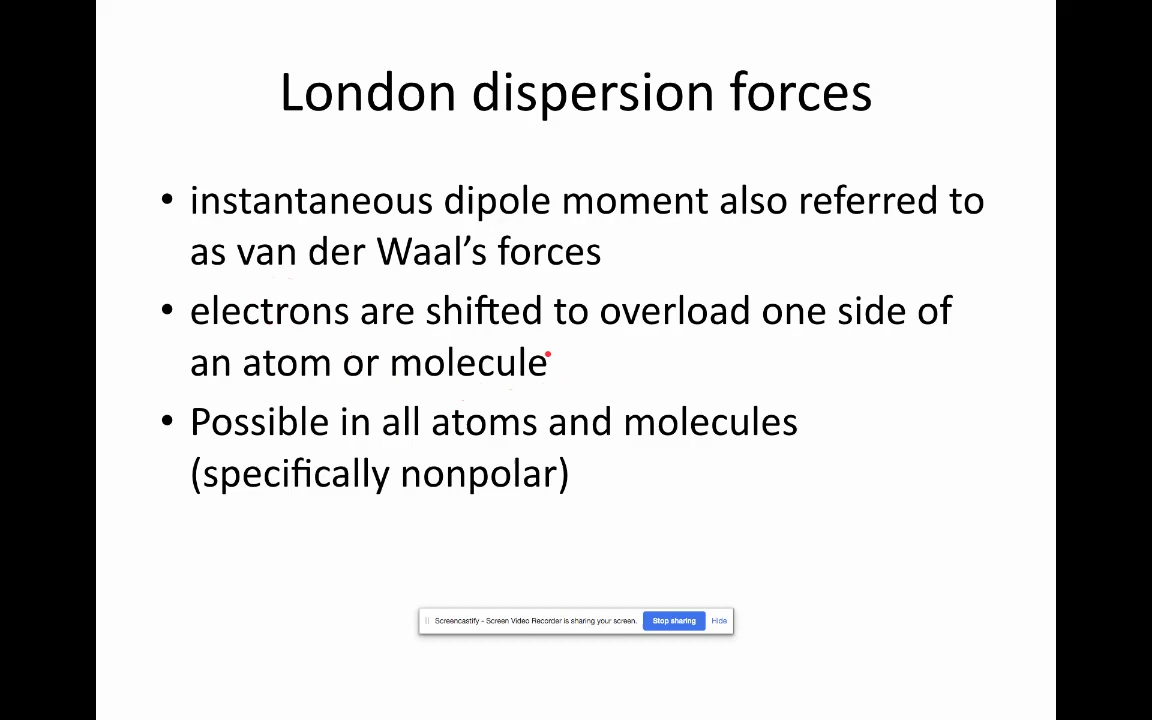 London dispersion forces
• instantaneous dipole moment also referred to
as van der Waal’s forces
• electrons are shifted to overload one side of
an atom or molecule
• Possible in all atoms and molecules
(specifically nonpolar)
Screencastify - Screen Video Recorder is sharing your screen. Stop sharing Hide